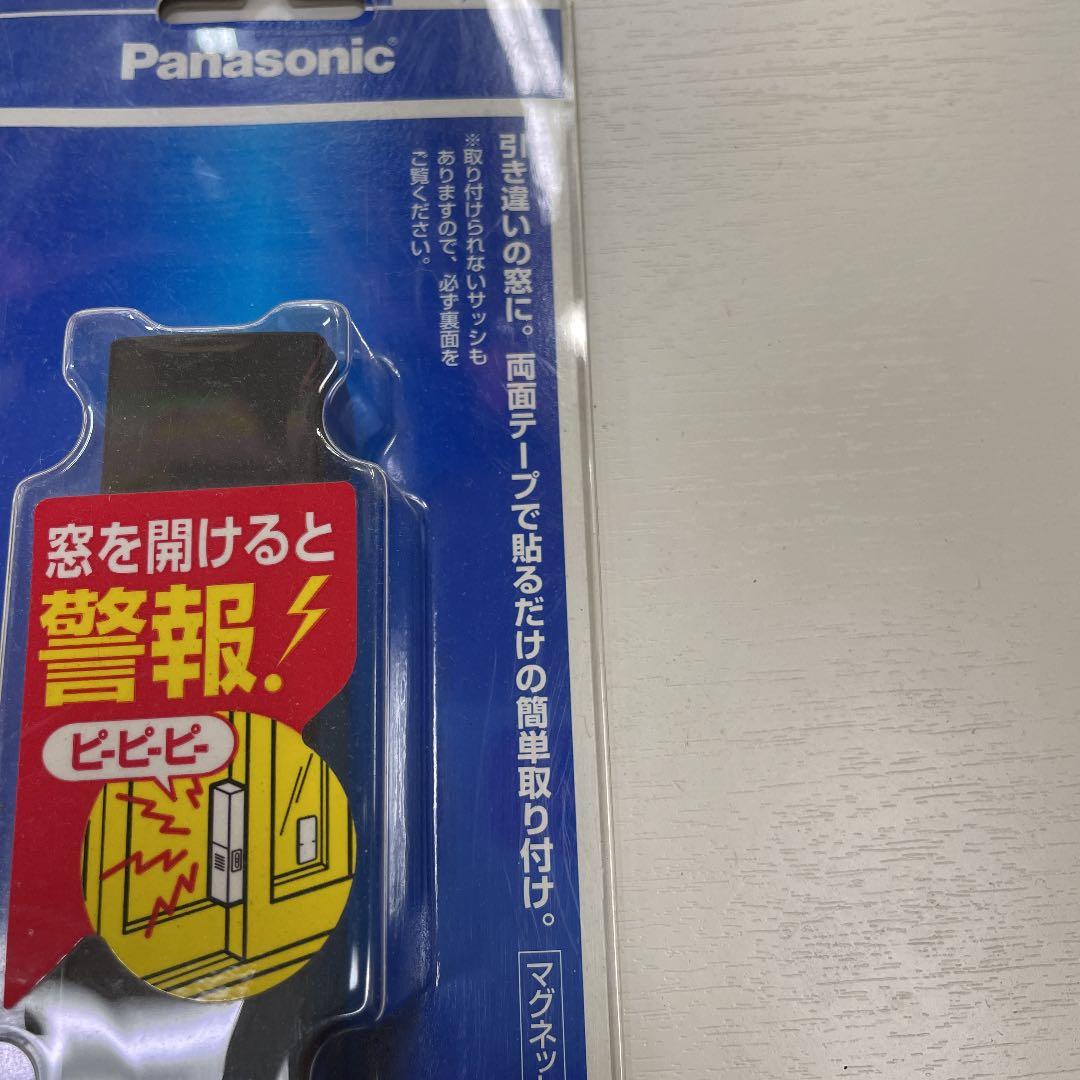 Panasonic
引き違いの窓に。両面テープで貼るだけの簡単取り付け。
※取り付けられないサッシも
ありますので、必ず裏面を
ご覧ください。
窓を開けると
警報!
ピーピーピー
マグネット